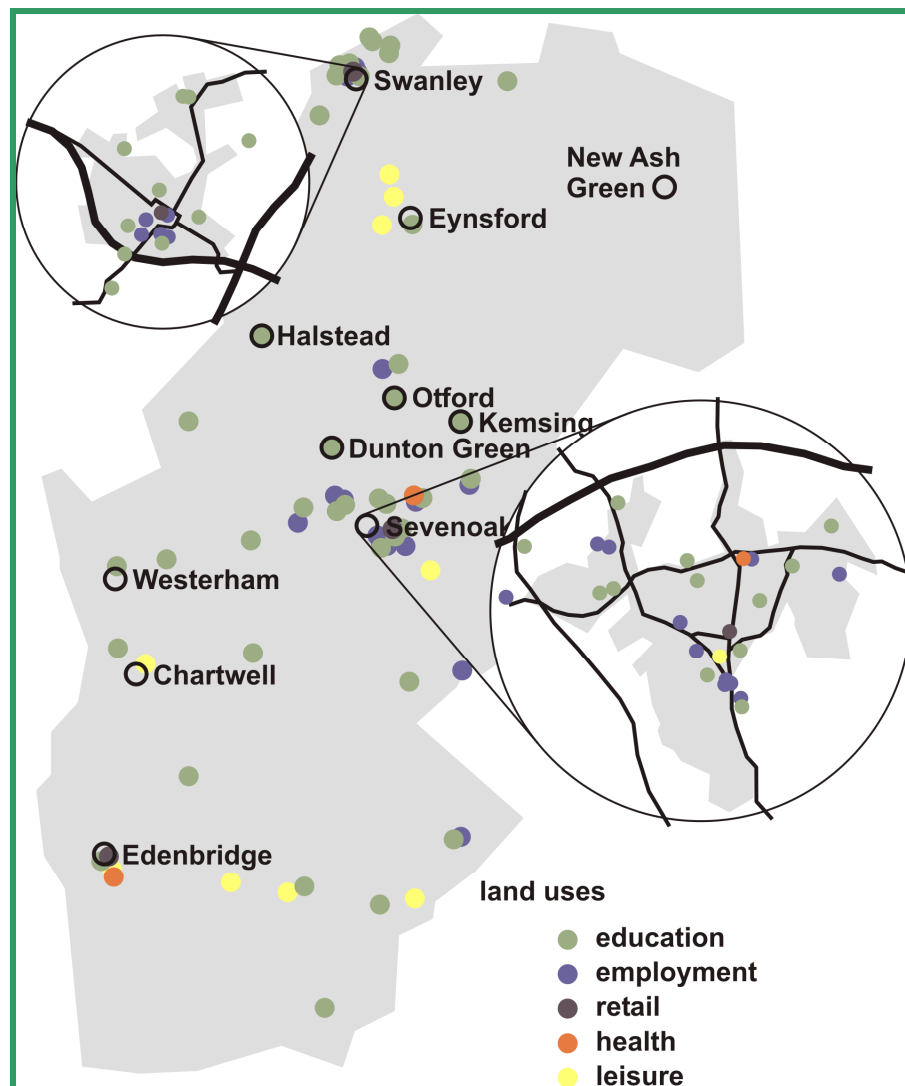 Swanley
New Ash
Green
Eynsford
Halstead
Otford
Kemsing
Dunton Green
Sevenoal
Westerham
Chartwell
Edenbridge
land uses
education
employment
retail
health
leisure